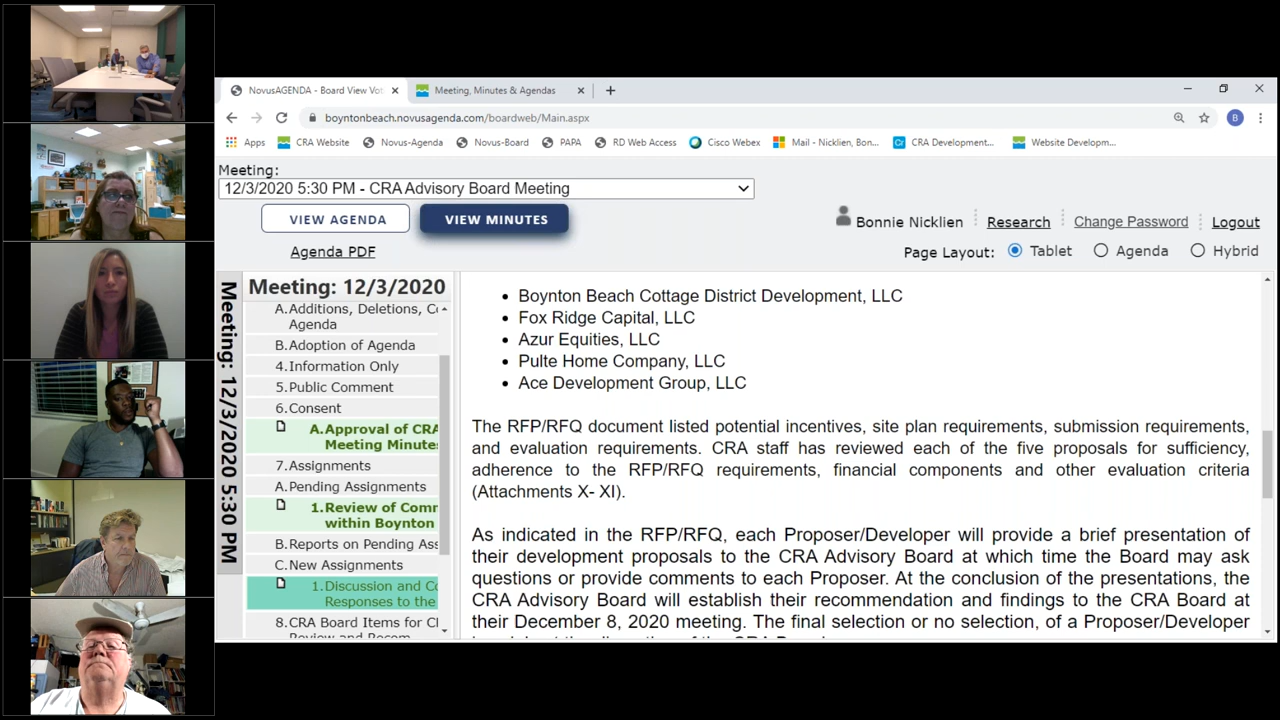 NovusAGENDA - Board View Vot
Meeting, Minutes & Agendas
boyntonbeach.novusagenda.com/boardweb/Main.aspx
B
Apps
CRA Website
Novus-Agenda
Novus-Board
PAPA
RD Web Access
Cisco Webex
Mail - Nicklien, Bon...
CRA Development...
Website Developm...
Meeting:
12/3/2020 5:30 PM - CRA Advisory Board Meeting
VIEW AGENDA
VIEW MINUTES
Agenda PDF
Bonnie Nicklien
Research
Change Password
Logout
Page Layout:
Tablet
Agenda
Hybrid
Meeting: 12/3/2020 5:30 PM
Meeting: 12/3/2020
A.Additions, Deletions, Co
Agenda
B.Adoption of Agenda
4.Information Only
5.Public Comment
6.Consent
A.Approval of CRA
Meeting Minutes
7.Assignments
A.Pending Assignments
1.Review of Com
within Boynton
B.Reports on Pending Ass
C.New Assignments
1.Discussion and Co
Responses to the
8.CRA Board Items for C
Review and Recom
• Boynton Beach Cottage District Development, LLC
• Fox Ridge Capital, LLC
• Azur Equities, LLC
• Pulte Home Company, LLC
• Ace Development Group, LLC
The RFP/RFQ document listed potential incentives, site plan requirements, submission requirements,
and evaluation requirements. CRA staff has reviewed each of the five proposals for sufficiency,
adherence to the RFP/RFQ requirements, financial components and other evaluation criteria
(Attachments X- XI).
As indicated in the RFP/RFQ, each Proposer/Developer will provide a brief presentation of
their development proposals to the CRA Advisory Board at which time the Board may ask
questions or provide comments to each Proposer. At the conclusion of the presentations, the
CRA Advisory Board will establish their recommendation and findings to the CRA Board at
their December 8, 2020 meeting. The final selection or no selection, of a Proposer/Developer